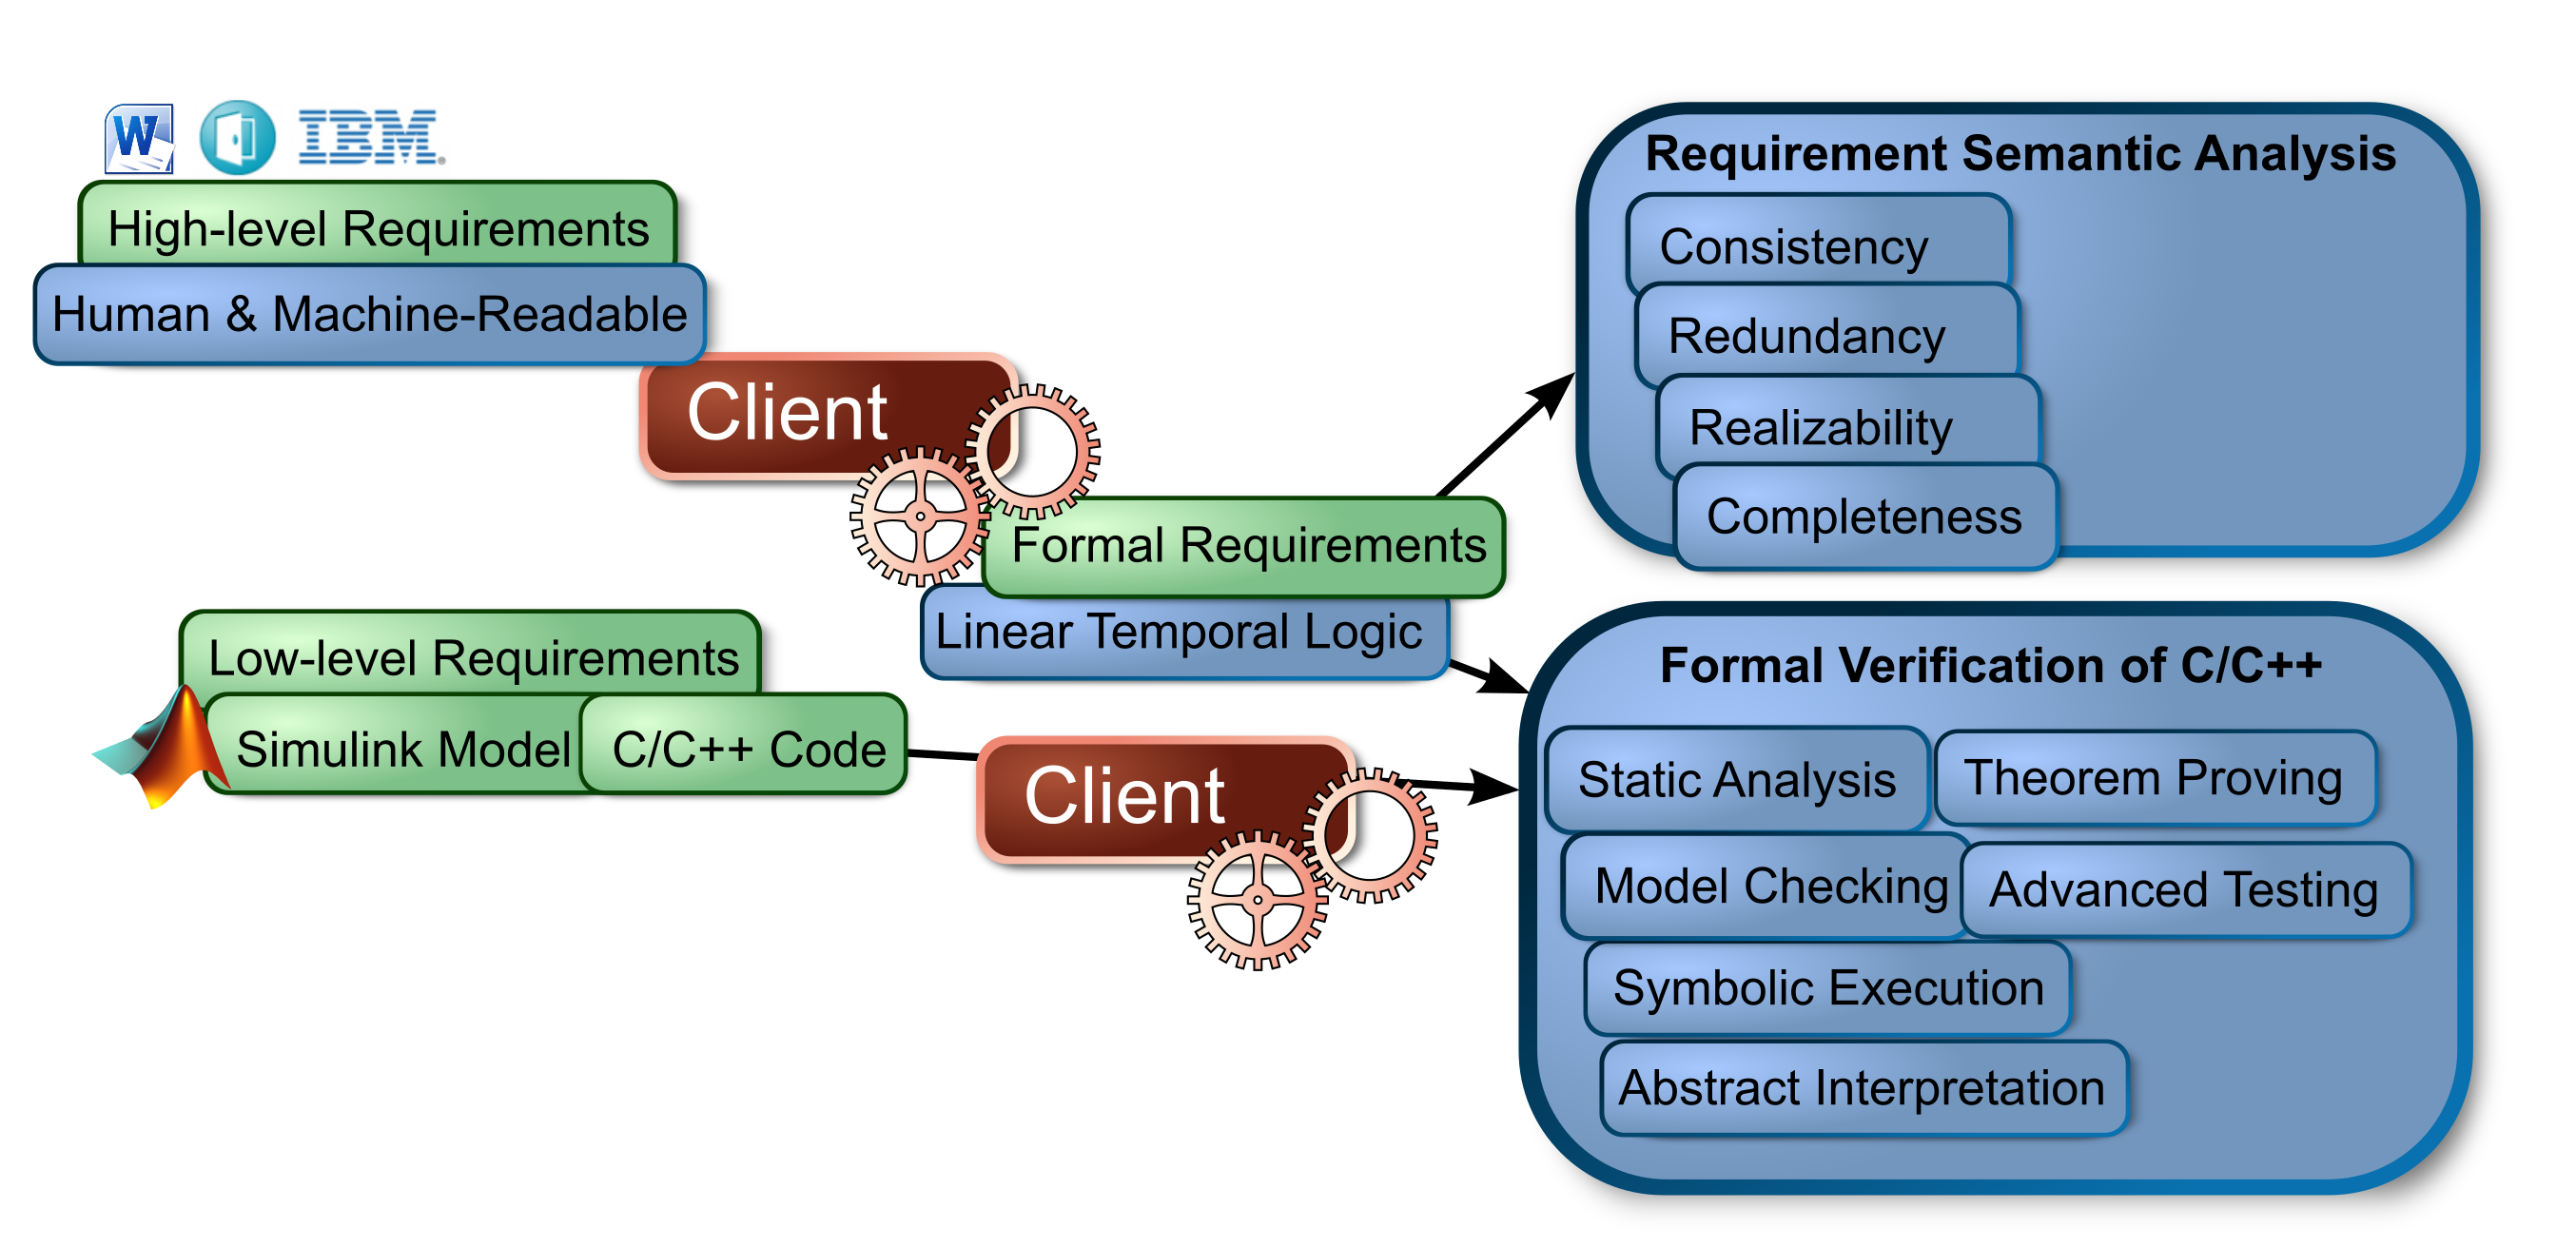 W
IBM
High-level Requirements
Human & Machine-Readable
Client
Formal Requirements
Linear Temporal Logic
Low-level Requirements
Simulink Model
C/C++ Code
Client
Requirement Semantic Analysis
Consistency
Redundancy
Realizability
Completeness
Formal Verification of C/C++
Static Analysis
Theorem Proving
Model Checking
Advanced Testing
Symbolic Execution
Abstract Interpretation